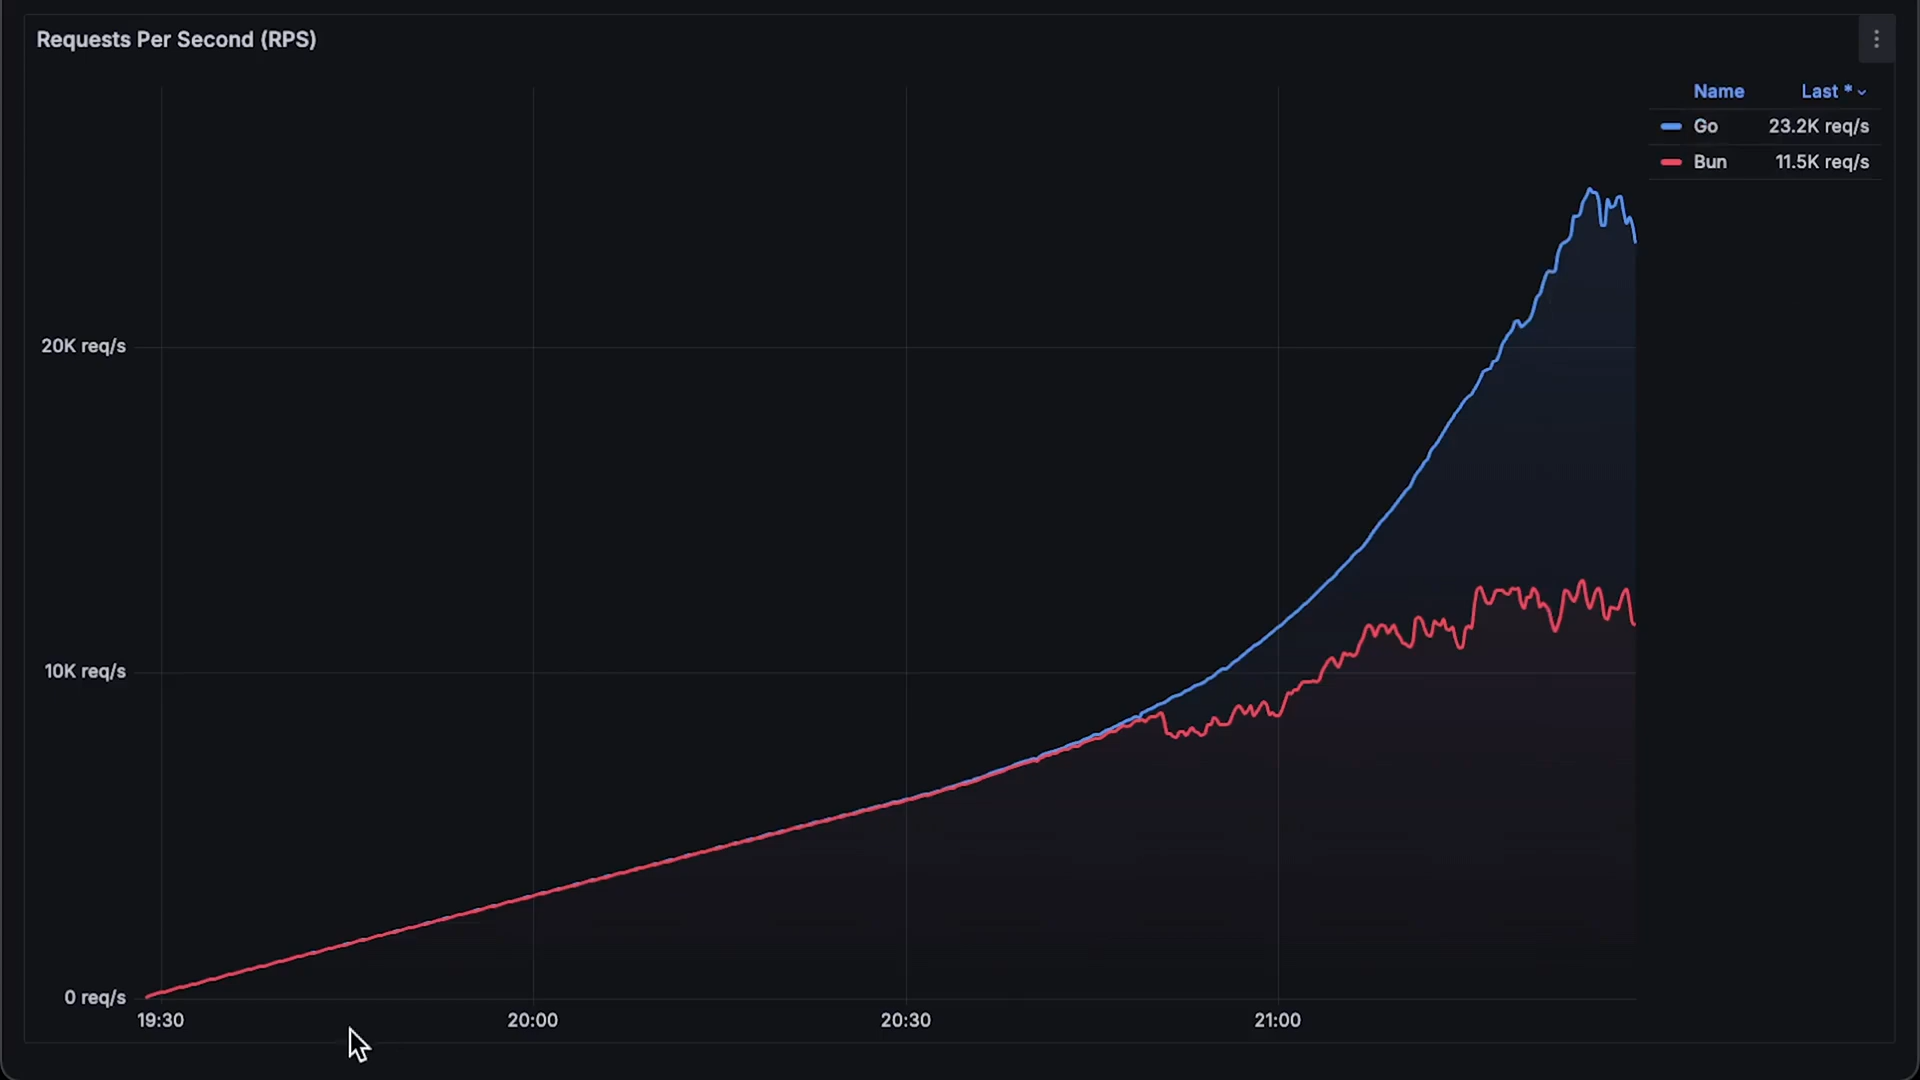 Requests Per Second (RPS)
Name Last *
Go 23.2K req/s
Bun 11.5K req/s
20K req/s
10K req/s
0 req/s
19:30 20:00 20:30 21:00